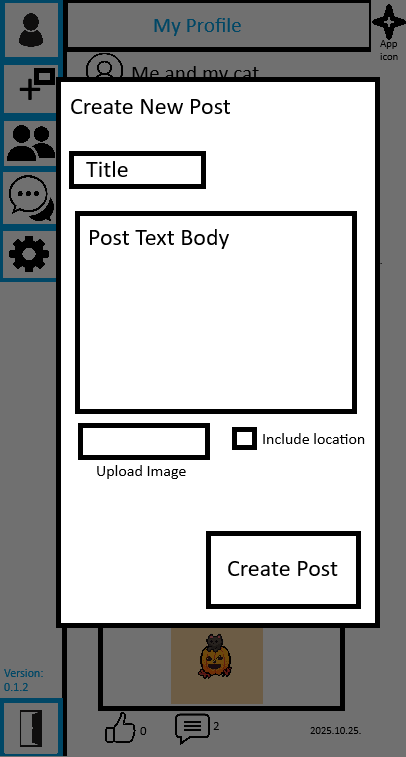 My Profile
App
icon
Me and my cat
Create New Post
Title
Post Text Body
Include location
Upload Image
Create Post
Version:
0.1.2
0
2
2025.10.25.